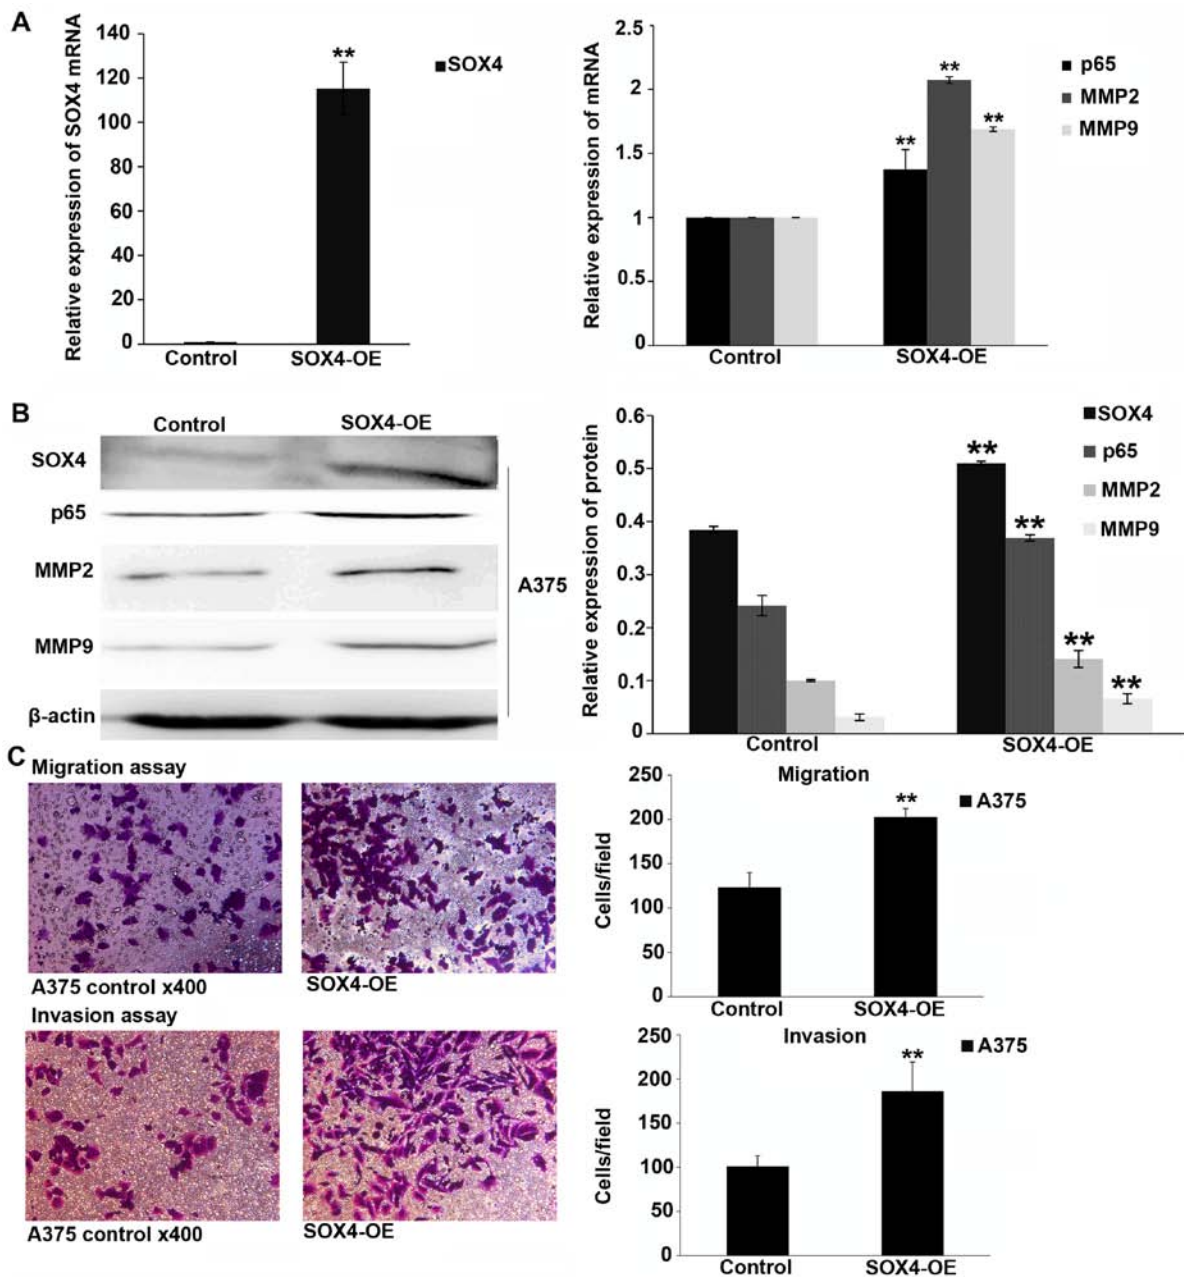 A
Relative expression of SOX4 mRNA
140
120
100
80
60
40
20
0
**
SOX4
Control
SOX4-OE
Relative expression of mRNA
2.5
2
1.5
1
0.5
0
**
**
**
p65
MMP2
MMP9
Control
SOX4-OE
B
Control
SOX4-OE
SOX4
p65
MMP2
MMP9
β-actin
A375
Relative expression of protein
0.6
0.5
0.4
0.3
0.2
0.1
0
**
**
**
**
SOX4
p65
MMP2
MMP9
Control
SOX4-OE
C
Migration assay
A375 control x400
SOX4-OE
Invasion assay
A375 control x400
SOX4-OE
Migration
Cells/field
250
200
150
100
50
0
**
A375
Control
SOX4-OE
Invasion
Cells/field
250
200
150
100
50
0
**
A375
Control
SOX4-OE